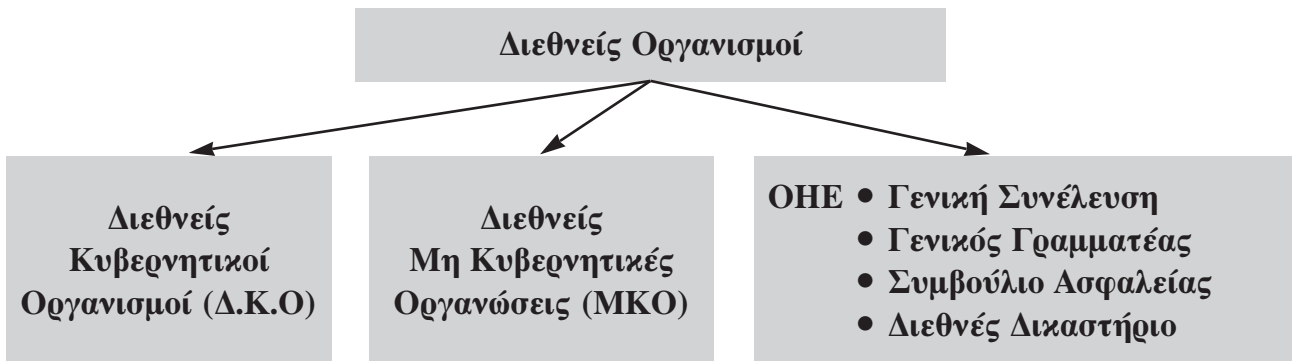 Διεθνείς Οργανισμοί
Διεθνείς
Κυβερνητικοί
Οργανισμοί (Δ.Κ.Ο)
Διεθνείς
Μη Κυβερνητικές
Οργανώσεις (ΜΚΟ)
ΟΗΕ • Γενική Συνέλευση
• Γενικός Γραμματέας
• Συμβούλιο Ασφαλείας
• Διεθνές Δικαστήριο